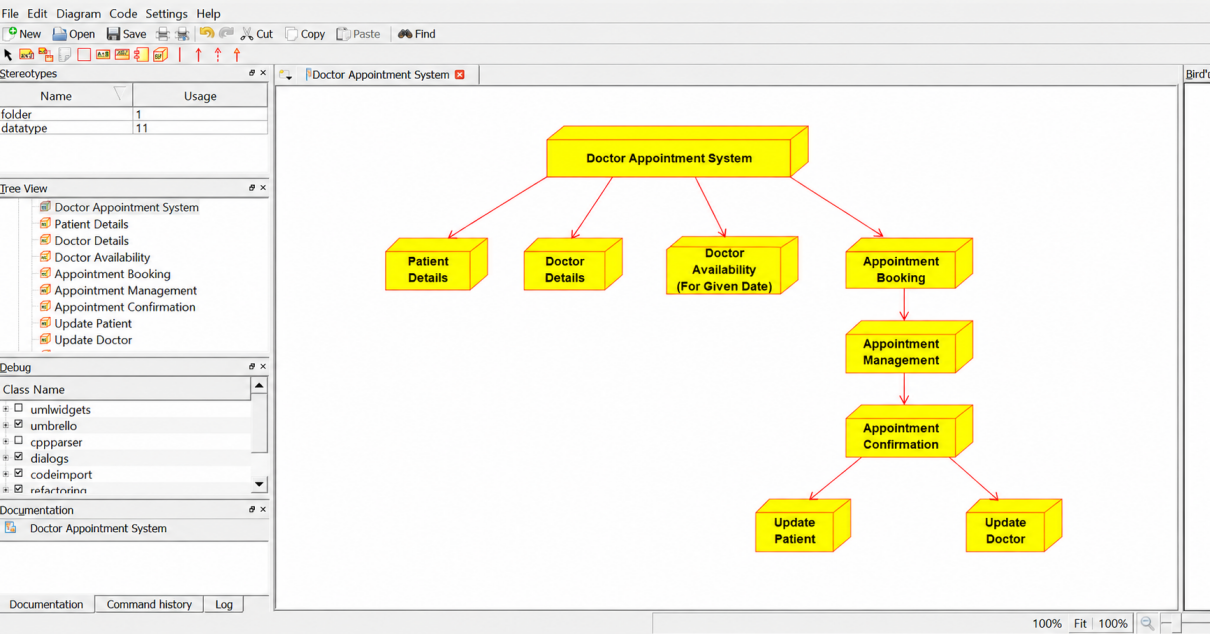 File Edit Diagram Code Settings Help
New Open Save Cut Copy Paste Find
Stereotypes
Name Usage
folder 1
datatype 11
Tree View
Doctor Appointment System
Patient Details
Doctor Details
Doctor Availability
Appointment Booking
Appointment Management
Appointment Confirmation
Update Patient
Update Doctor
Debug
Class Name
umlwidgets
umbrello
cppparser
dialogs
codeimport
refactoring
Documentation
Doctor Appointment System
Documentation Command history Log
Doctor Appointment System
Bird'
Doctor Appointment System
Patient
Details
Doctor
Details
Doctor
Availability
(For Given Date)
Appointment
Booking
Appointment
Management
Appointment
Confirmation
Update
Patient
Update
Doctor
100% Fit 100%